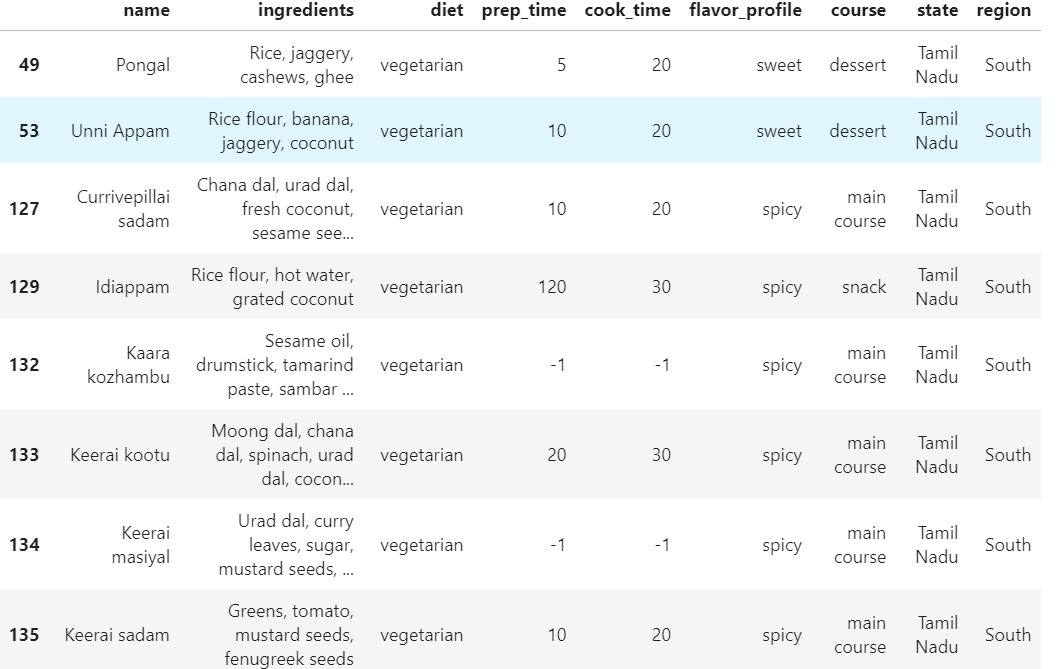 name ingredients diet prep_time cook_time flavor_profile course state region
49 Pongal Rice, jaggery, cashews, ghee vegetarian 5 20 sweet dessert Tamil Nadu South
53 Unni Appam Rice flour, banana, jaggery, coconut vegetarian 10 20 sweet dessert Tamil Nadu South
127 Currivepillai sadam Chana dal, urad dal, fresh coconut, sesame see... vegetarian 10 20 spicy main course Tamil Nadu South
129 Idiappam Rice flour, hot water, grated coconut vegetarian 120 30 spicy snack Tamil Nadu South
132 Kaara kozhambu Sesame oil, drumstick, tamarind paste, sambar ... vegetarian -1 -1 spicy main course Tamil Nadu South
133 Keerai kootu Moong dal, chana dal, spinach, urad dal, cocon... vegetarian 20 30 spicy main course Tamil Nadu South
134 Keerai masiyal Urad dal, curry leaves, sugar, mustard seeds, ... vegetarian -1 -1 spicy main course Tamil Nadu South
135 Keerai sadam Greens, tomato, mustard seeds, fenugreek seeds vegetarian 10 20 spicy main course Tamil Nadu South